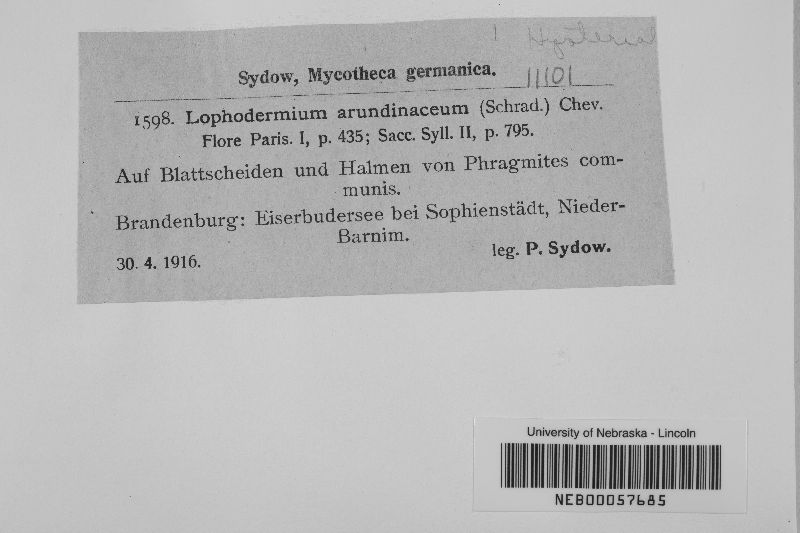 Hysterial
Sydow, Mycotheca germanica.
11101
1598. Lophodermium arundinaceum (Schrad.) Chev.
Flore Paris. I, p. 435; Sacc. Syll. II, p. 795.
Auf Blattscheiden und Halmen von Phragmites com-
munis.
Brandenburg: Eiserbudersee bei Sophienstädt, Nieder-
Barnim.
30. 4. 1916.
leg. P. Sydow.
University of Nebraska - Lincoln
NEB00057685